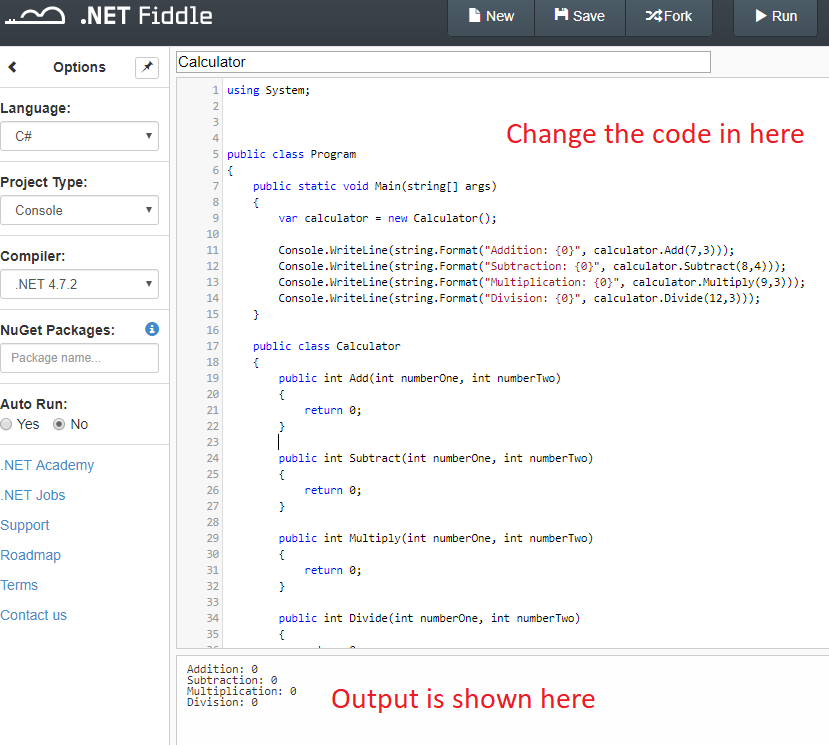 .NET Fiddle
New Save Fork Run
Options
Calculator
Language:
C#
Project Type:
Console
Compiler:
.NET 4.7.2
NuGet Packages:
Package name...
Auto Run:
Yes No
.NET Academy
.NET Jobs
Support
Roadmap
Terms
Contact us
1 using System;
2
3
4
5 public class Program
6 {
7 public static void Main(string[] args)
8 {
9 var calculator = new Calculator();
10
11 Console.WriteLine(string.Format("Addition: {0}", calculator.Add(7,3)));
12 Console.WriteLine(string.Format("Subtraction: {0}", calculator.Subtract(8,4)));
13 Console.WriteLine(string.Format("Multiplication: {0}", calculator.Multiply(9,3)));
14 Console.WriteLine(string.Format("Division: {0}", calculator.Divide(12,3)));
15 }
16
17 public class Calculator
18 {
19 public int Add(int numberOne, int numberTwo)
20 {
21 return 0;
22 }
23
24 public int Subtract(int numberOne, int numberTwo)
25 {
26 return 0;
27 }
28
29 public int Multiply(int numberOne, int numberTwo)
30 {
31 return 0;
32 }
33
34 public int Divide(int numberOne, int numberTwo)
35 {
Change the code in here
Addition: 0
Subtraction: 0
Multiplication: 0
Division: 0
Output is shown here